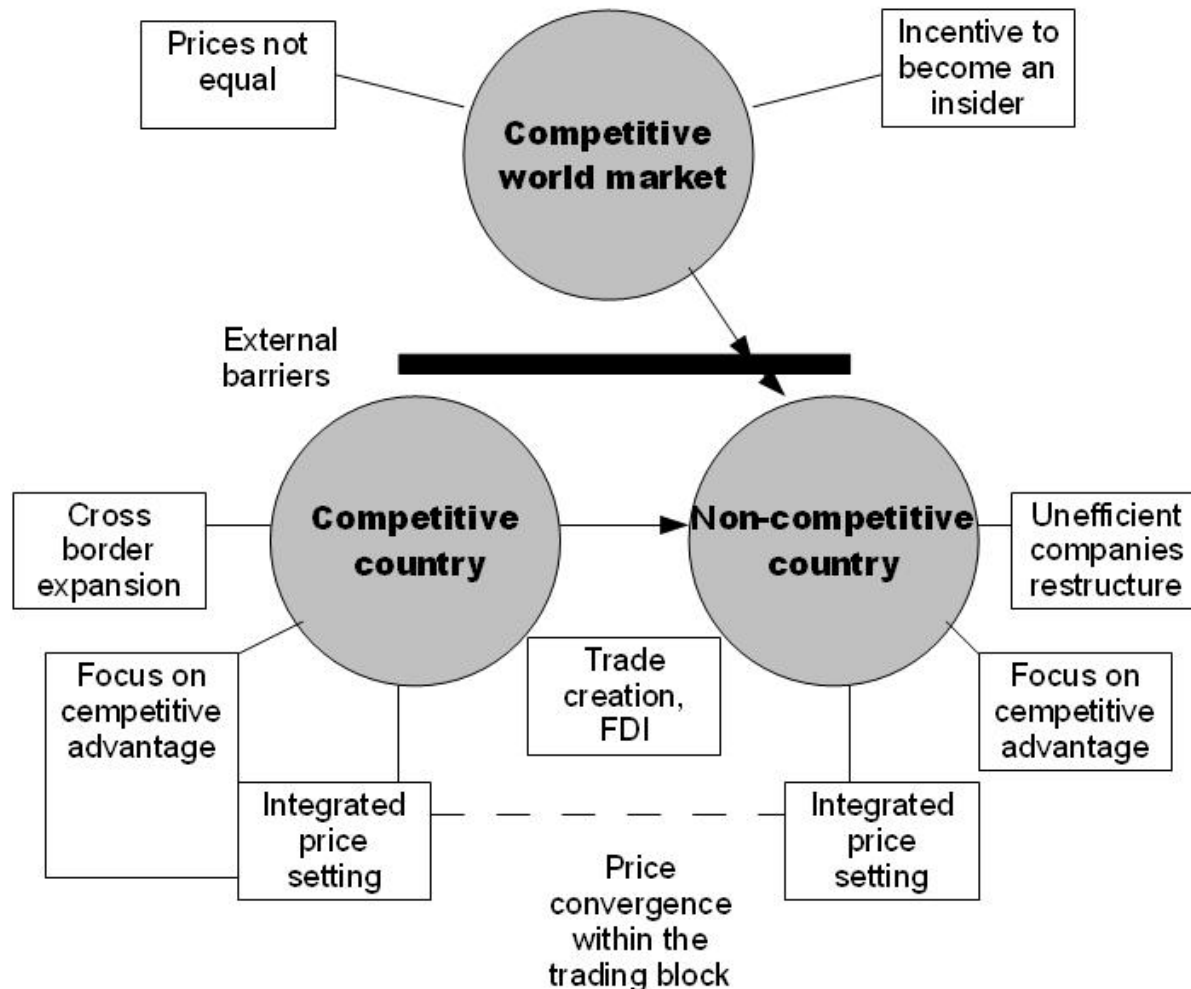 Prices not
equal
Incentive to
become an
insider
Competitive
world market
External
barriers
Cross
border
expansion
Competitive
country
Non-competitive
country
Unefficient
companies
restructure
Focus on
cempetitive
advantage
Trade
creation,
FDI
Focus on
cempetitive
advantage
Integrated
price
setting
Integrated
price
setting
Price
convergence
within the
trading block